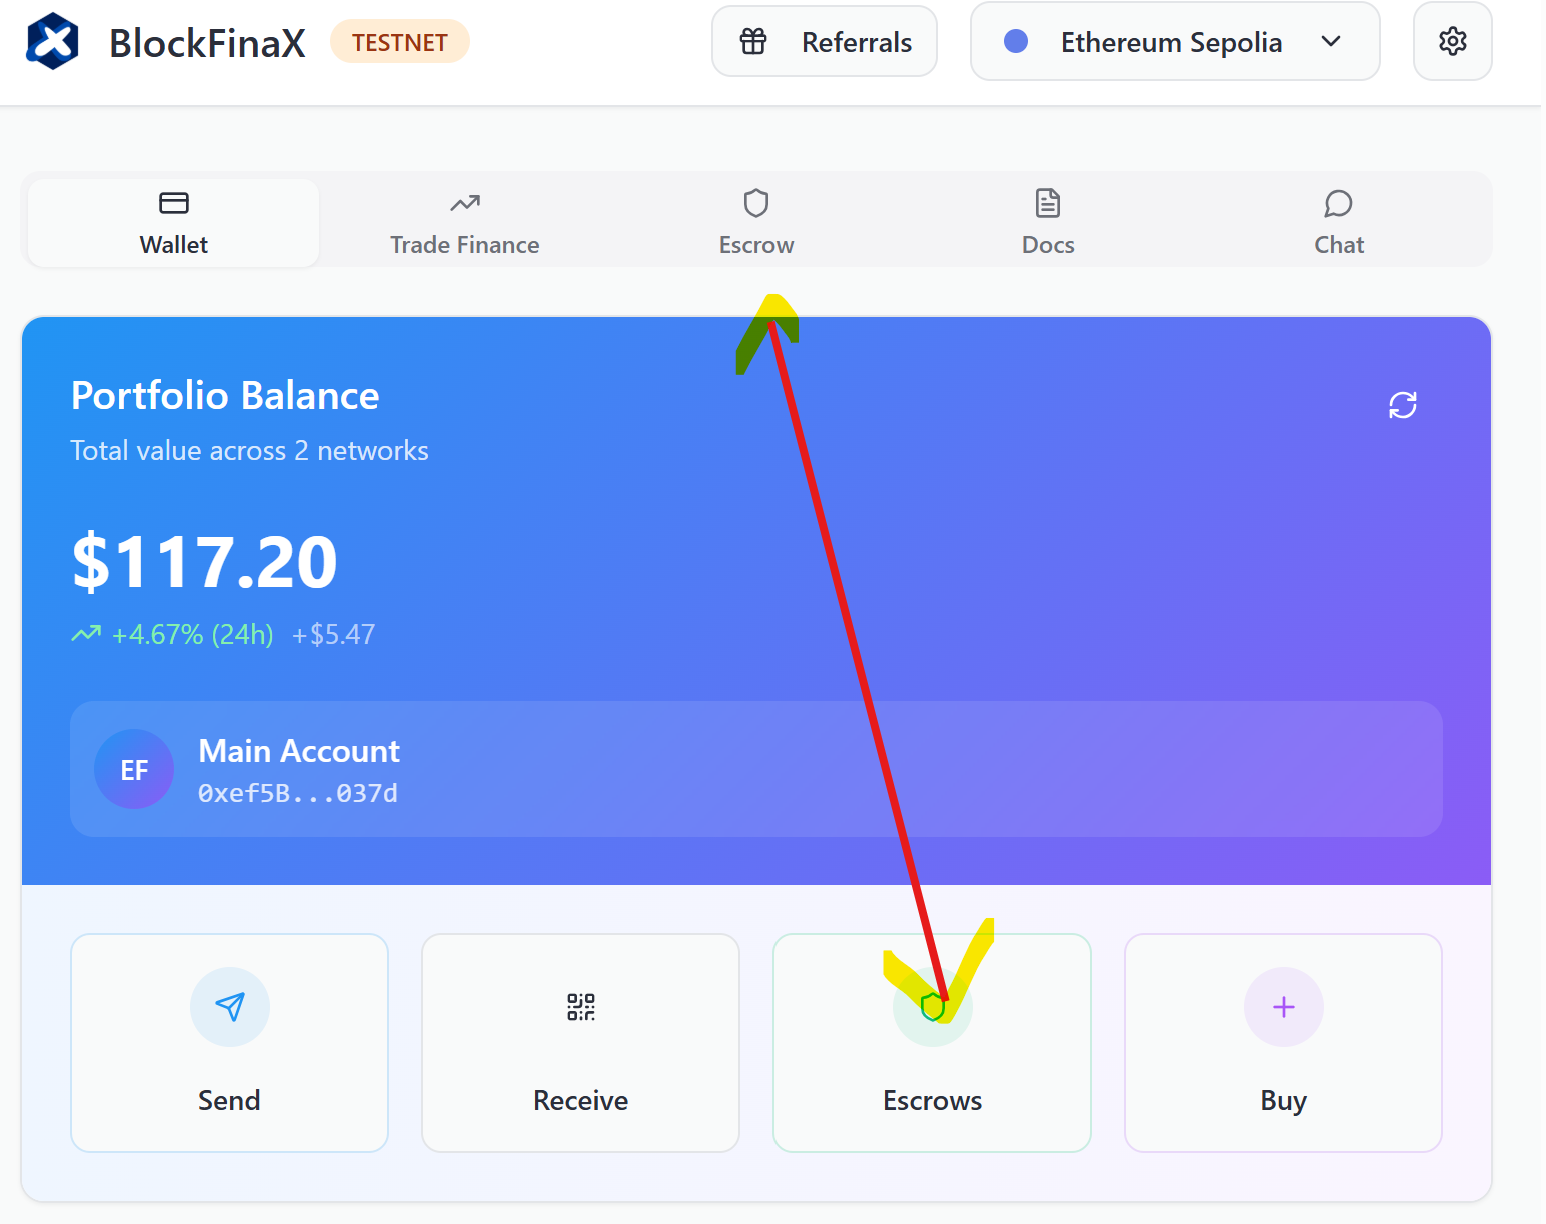 BlockFinaX TESTNET Referrals Ethereum Sepolia
Wallet Trade Finance Escrow Docs Chat
Portfolio Balance
Total value across 2 networks
$117.20
+4.67% (24h) +$5.47
EF Main Account
0xef5B...037d
Send Receive Escrows Buy